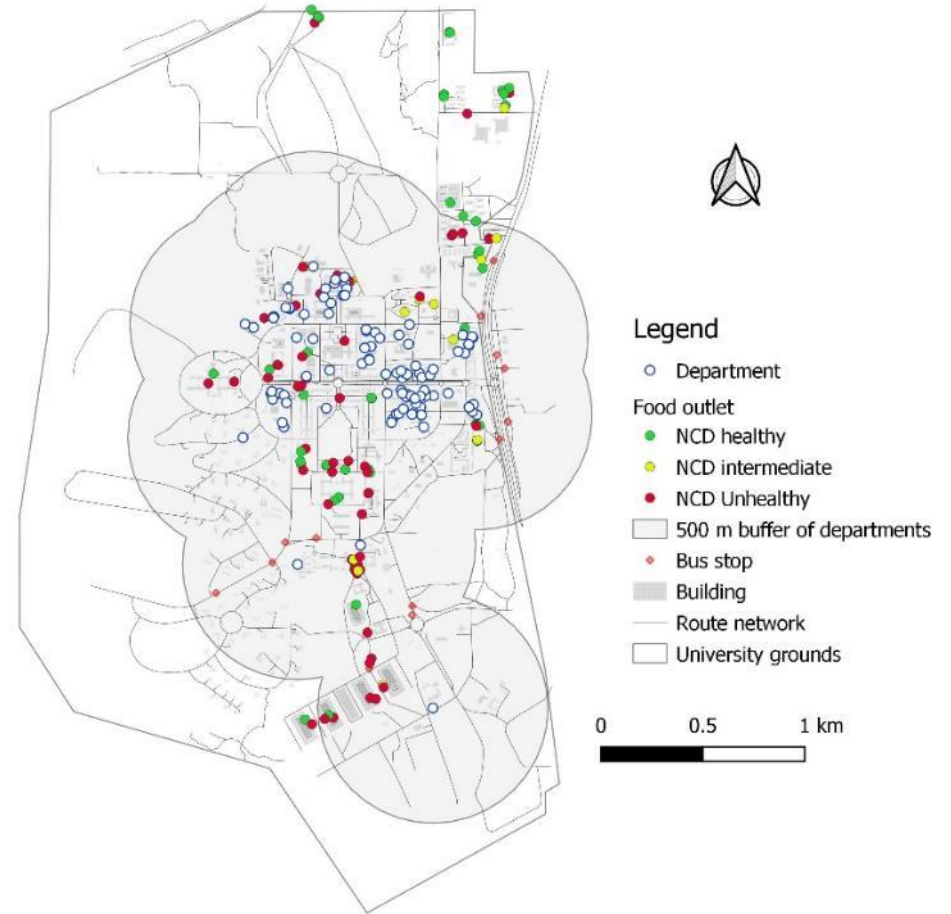 Legend
Department
Food outlet
NCD healthy
NCD intermediate
NCD Unhealthy
500 m buffer of departments
Bus stop
Building
Route network
University grounds
0 0.5 1 km